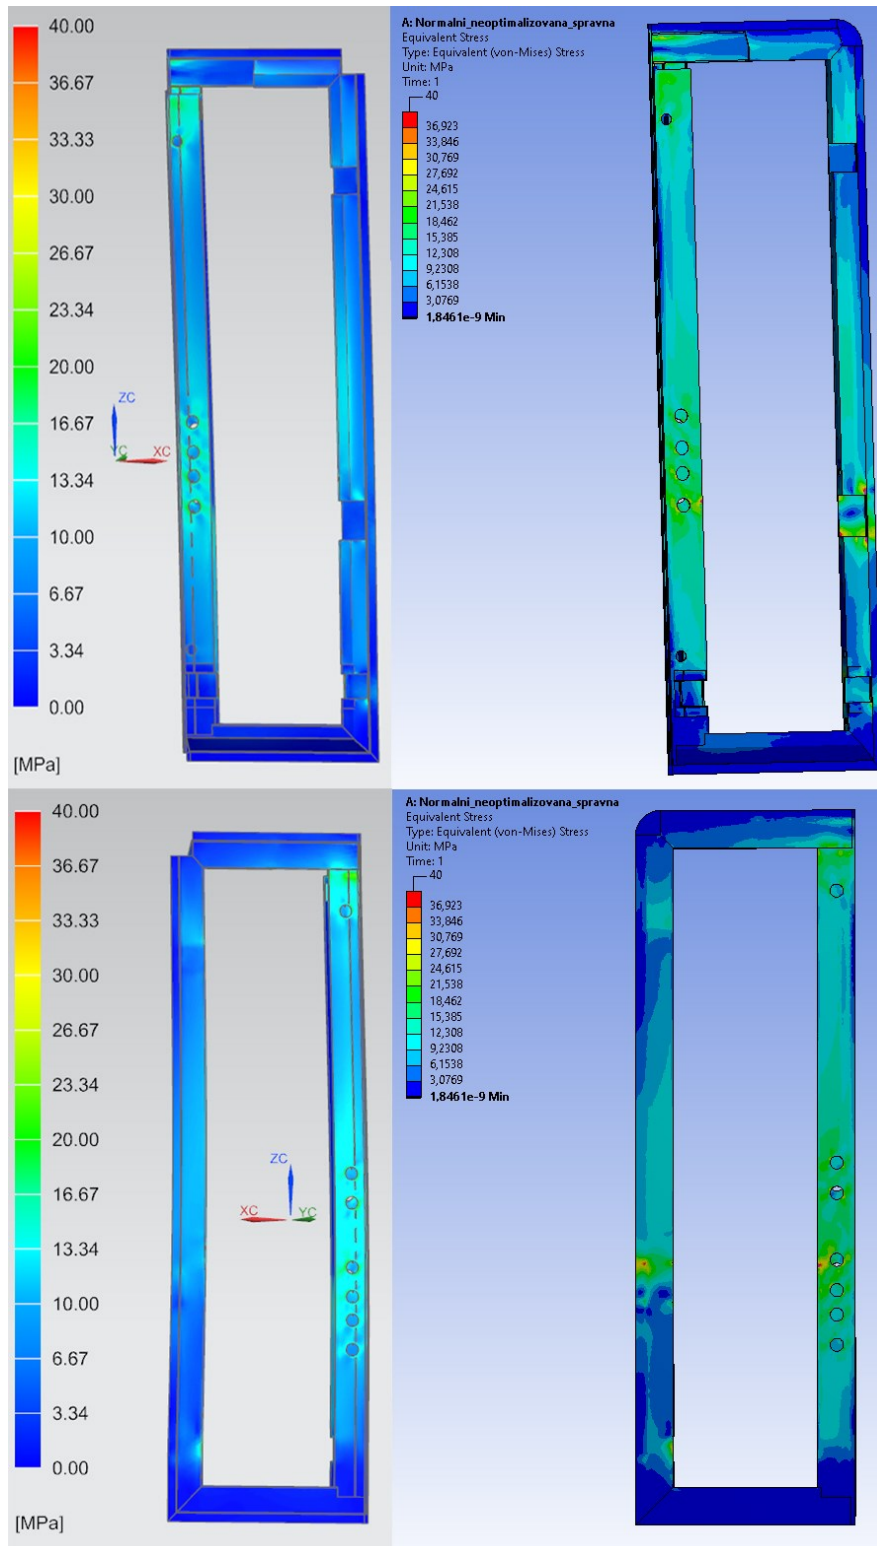 40.00
36.67
33.33
30.00
26.67
23.34
20.00
16.67
13.34
10.00
6.67
3.34
0.00
[MPa]
ZC
YC
XC
A: Normalni_neoptimalizovana_spravna
Equivalent Stress
Type: Equivalent (von-Mises) Stress
Unit: MPa
Time: 1
40
36,923
33,846
30,769
27,692
24,615
21,538
18,462
15,385
12,308
9,2308
6,1538
3,0769
1,8461e-9 Min
40.00
36.67
33.33
30.00
26.67
23.34
20.00
16.67
13.34
10.00
6.67
3.34
0.00
[MPa]
ZC
XC
YC
A: Normalni_neoptimalizovana_spravna
Equivalent Stress
Type: Equivalent (von-Mises) Stress
Unit: MPa
Time: 1
40
36,923
33,846
30,769
27,692
24,615
21,538
18,462
15,385
12,308
9,2308
6,1538
3,0769
1,8461e-9 Min